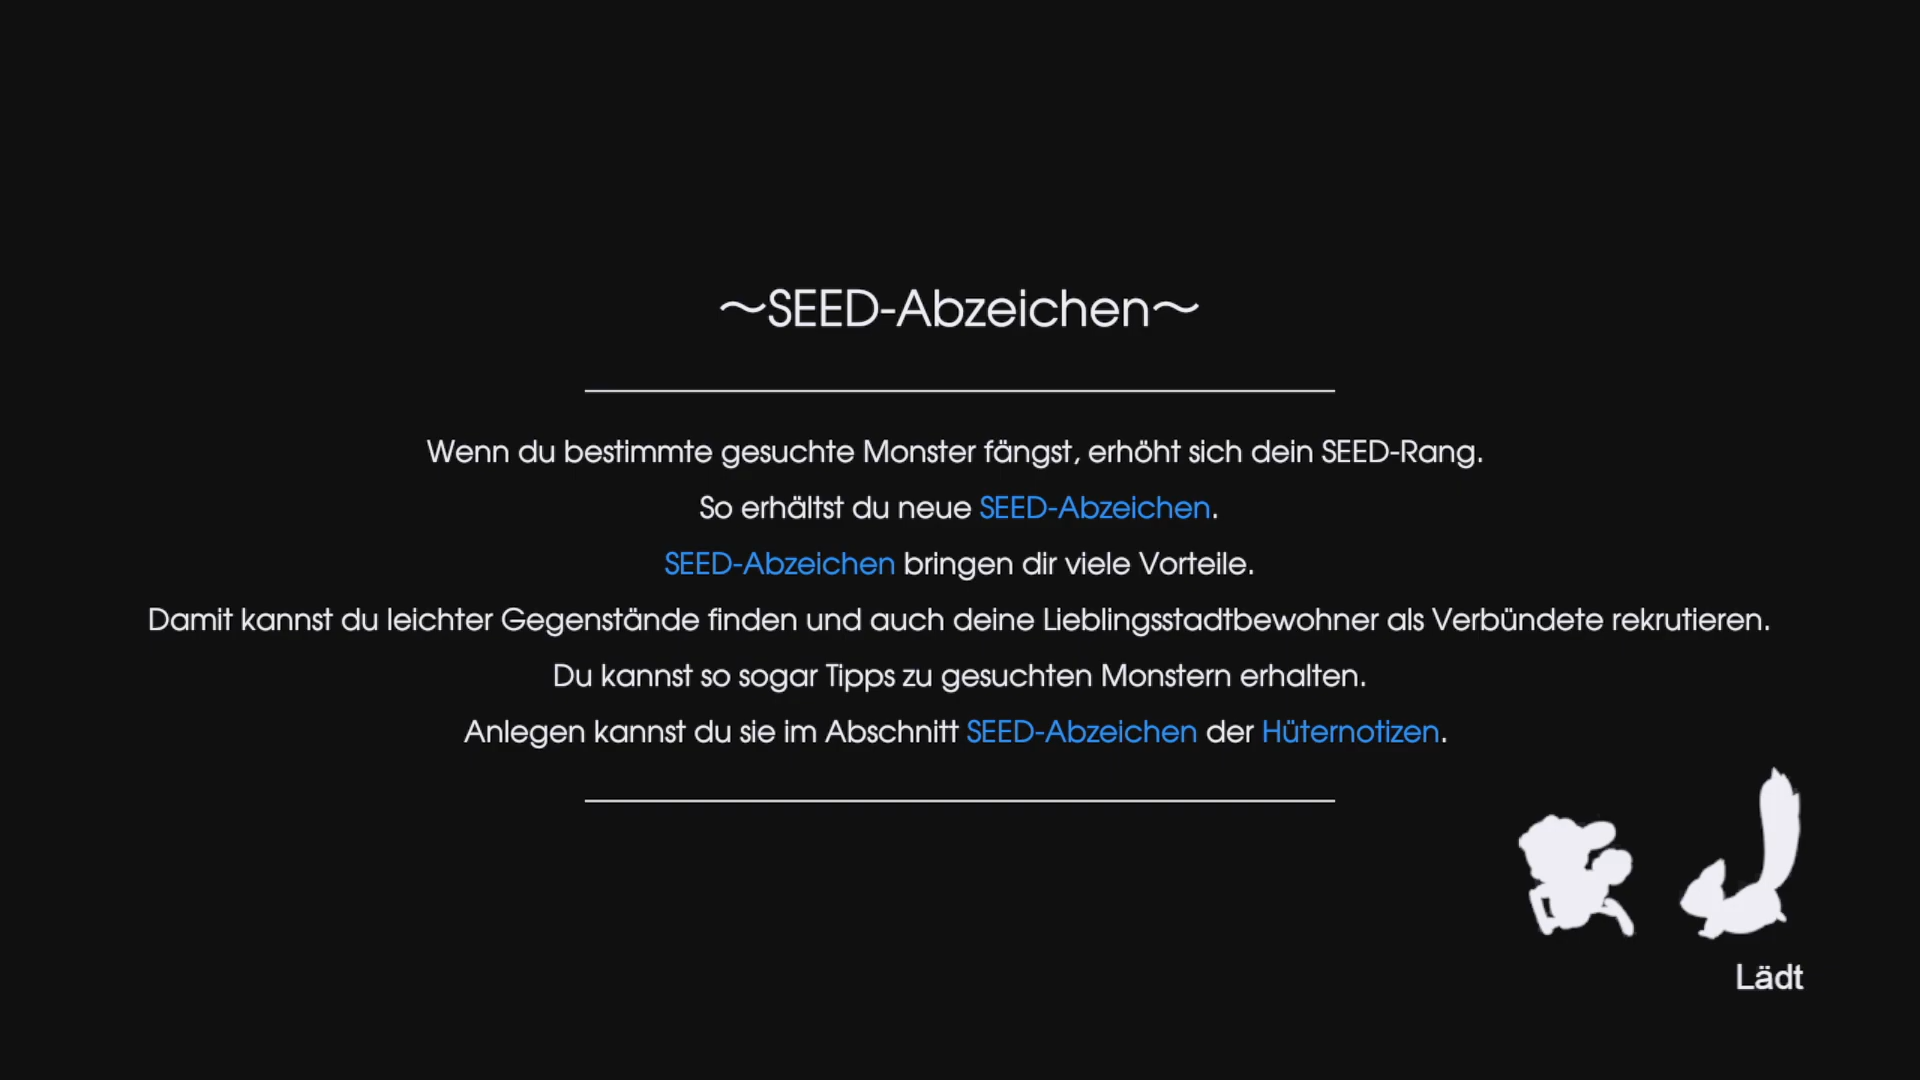 ～SEED-Abzeichen～
Wenn du bestimmte gesuchte Monster fängst, erhöht sich dein SEED-Rang.
So erhältst du neue SEED-Abzeichen.
SEED-Abzeichen bringen dir viele Vorteile.
Damit kannst du leichter Gegenstände finden und auch deine Lieblingsstadtbewohner als Verbündete rekrutieren.
Du kannst so sogar Tipps zu gesuchten Monstern erhalten.
Anlegen kannst du sie im Abschnitt SEED-Abzeichen der Hüternotizen.
Lädt